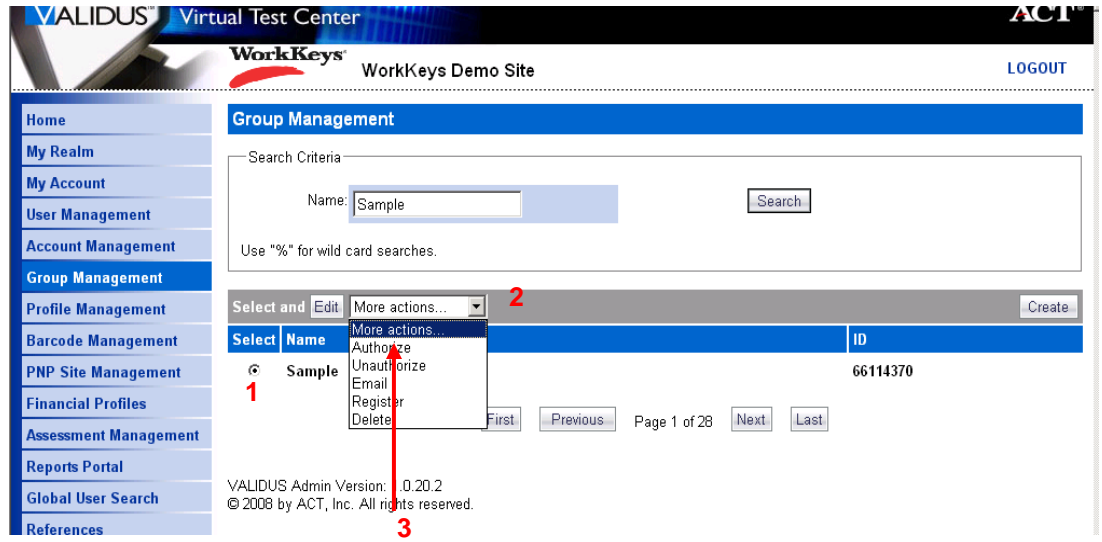 VALIDUS™ Virtual Test Center ACT®
WorkKeys® WorkKeys Demo Site LOGOUT
Home
My Realm
My Account
User Management
Account Management
Group Management
Profile Management
Barcode Management
PNP Site Management
Financial Profiles
Assessment Management
Reports Portal
Global User Search
References
Group Management
Search Criteria
Name: Sample Search
Use "%" for wild card searches.
Select and Edit More actions... 2 Create
Select Name ID
More actions...
Authorize
Unauthorize
Email
Register
Delete
Sample 66114370
1
First Previous Page 1 of 28 Next Last
VALIDUS Admin Version: .0.20.2
© 2008 by ACT, Inc. All rights reserved.
3